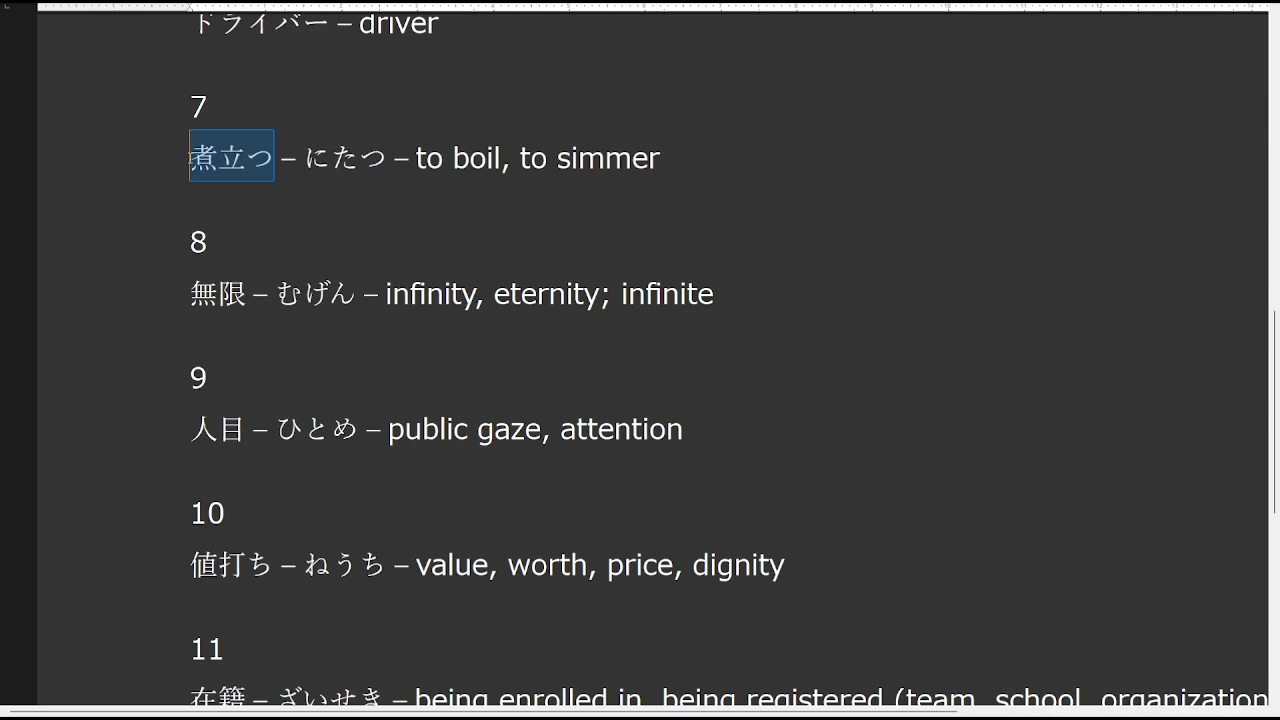 ドライバー – driver
7
煮立つ – にたつ – to boil, to simmer
8
無限 – むげん – infinity, eternity; infinite
9
人目 – ひとめ – public gaze, attention
10
値打ち – ねうち – value, worth, price, dignity
11
在籍 – ざいせき – being enrolled in, being registered (team, school, organization